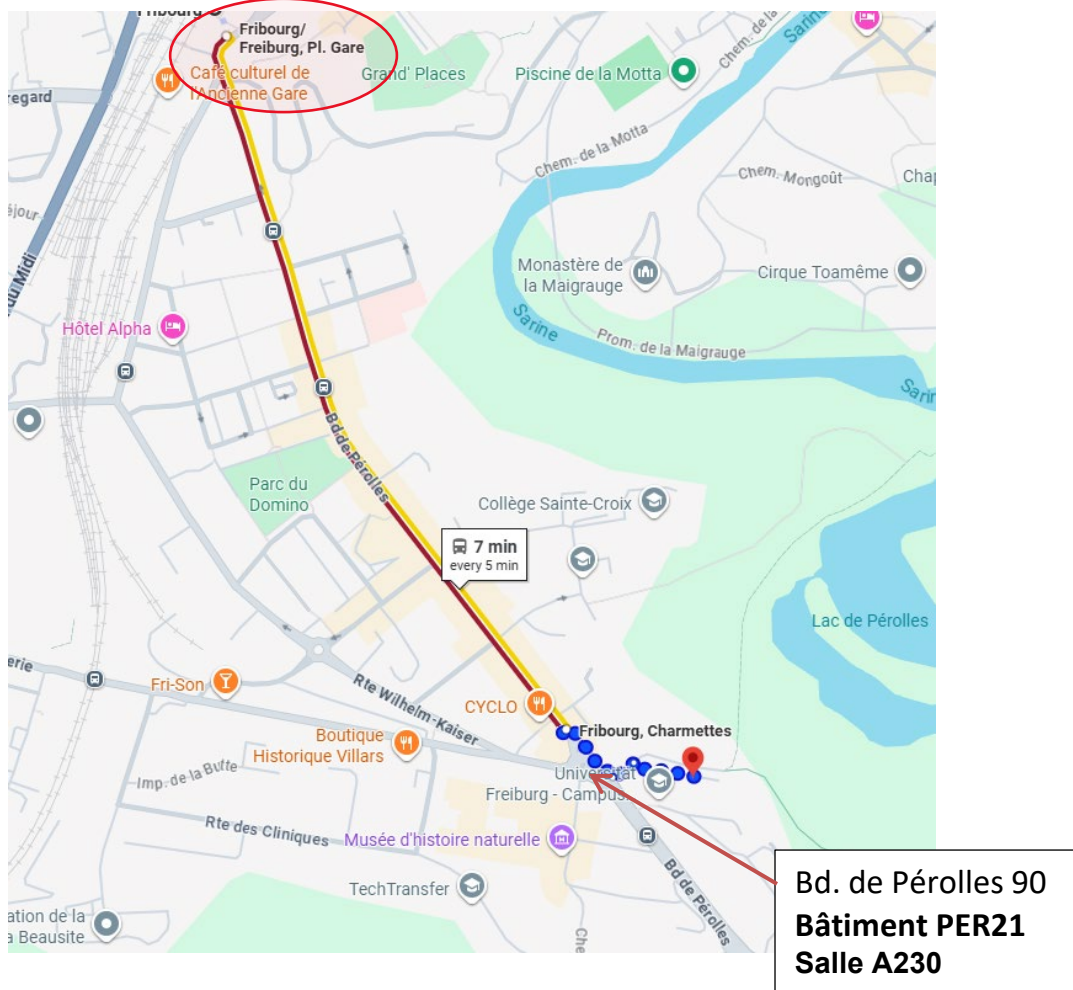 Fribourg
Fribourg/
Freiburg, Pl. Gare
Café culturel de
l'Ancienne Gare
Grand' Places
Piscine de la Motta
Chem. de la
Sarine
Chem. de la Motta
Chem. Mongoût
Monastère de
la Maigrauge
Cirque Toamême
Sarine
Prom. de la Maigrauge
Hôtel Alpha
Bd de Pérolles
Parc du
Domino
Collège Sainte-Croix
7 min
every 5 min
Lac de Pérolles
Fri-Son
Rte Wilhelm-Kaiser
CYCLO
Fribourg, Charmettes
Boutique
Historique Villars
Universität
Freiburg - Campus
Imp. de la
Rte des Cliniques
Musée d'histoire naturelle
TechTransfer
Bd de Pérolles
Bd. de Pérolles 90
Bâtiment PER21
Salle A230